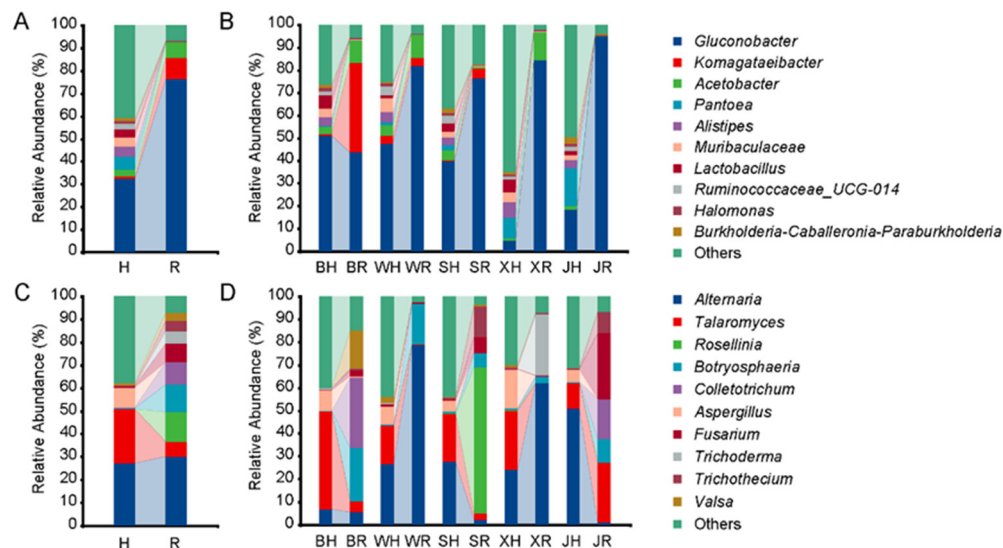 A
B
Relative Abundance (%)
100
90
80
70
60
50
40
30
20
10
0
H R
Relative Abundance (%)
100
90
80
70
60
50
40
30
20
10
0
BH BR WH WR SH SR XH XR JH JR
Gluconobacter
Komagataeibacter
Acetobacter
Pantoea
Alistipes
Muribaculaceae
Lactobacillus
Ruminococcaceae_UCG-014
Halomonas
Burkholderia-Caballeronia-Paraburkholderia
Others
C
D
Relative Abundance (%)
100
90
80
70
60
50
40
30
20
10
0
H R
Relative Abundance (%)
100
90
80
70
60
50
40
30
20
10
0
BH BR WH WR SH SR XH XR JH JR
Alternaria
Talaromyces
Rosellinia
Botryosphaeria
Colletotrichum
Aspergillus
Fusarium
Trichoderma
Trichothecium
Valsa
Others